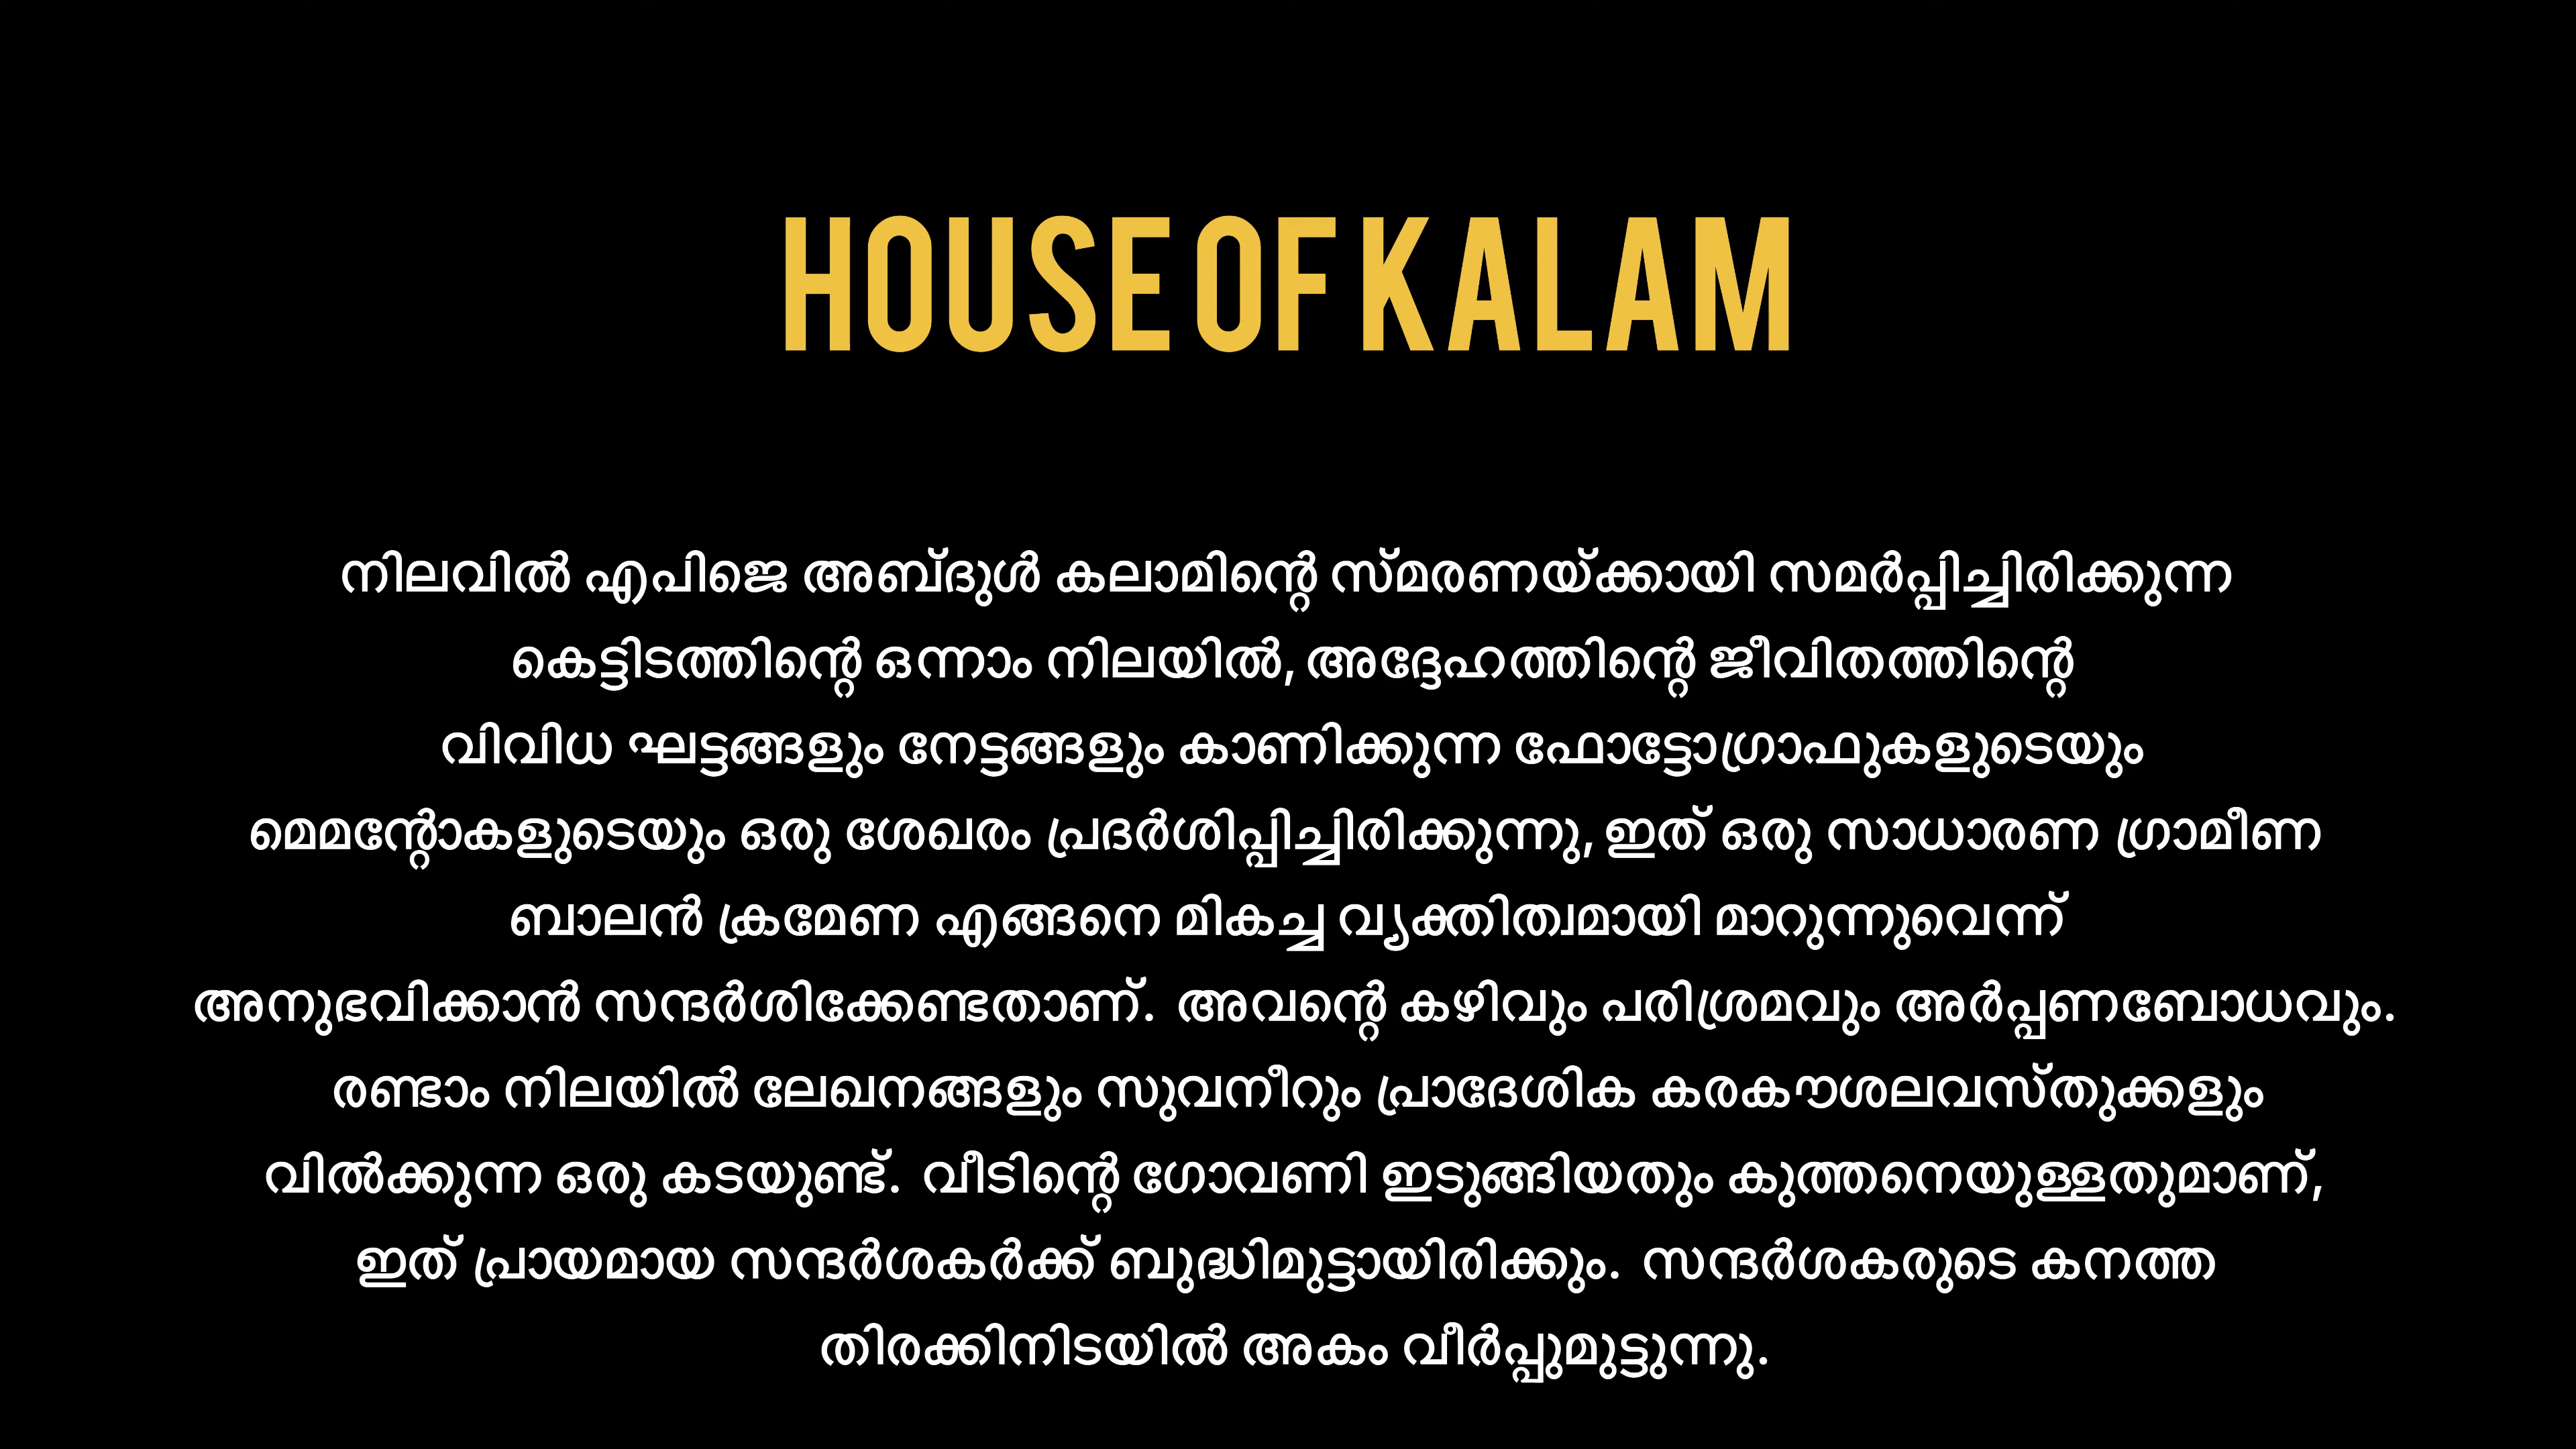 HOUSE OF KALAM
നിലവിൽ എപിജെ അബ്ദുൾ കലാമിന്റെ സ്മരണയ്ക്കായി സമർപ്പിച്ചിരിക്കുന്ന
കെട്ടിടത്തിന്റെ ഒന്നാം നിലയിൽ, അദ്ദേഹത്തിന്റെ ജീവിതത്തിന്റെ
വിവിധ ഘട്ടങ്ങളും നേട്ടങ്ങളും കാണിക്കുന്ന ഫോട്ടോഗ്രാഫുകളുടെയും
മെമന്റോകളുടെയും ഒരു ശേഖരം പ്രദർശിപ്പിച്ചിരിക്കുന്നു, ഇത് ഒരു സാധാരണ ഗ്രാമീണ
ബാലൻ ക്രമേണ എങ്ങനെ മികച്ച വ്യക്തിത്വമായി മാറുന്നുവെന്ന്
അനുഭവിക്കാൻ സന്ദർശിക്കേണ്ടതാണ്. അവന്റെ കഴിവും പരിശ്രമവും അർപ്പണബോധവും.
രണ്ടാം നിലയിൽ ലേഖനങ്ങളും സുവനീറും പ്രാദേശിക കരകൗശലവസ്തുക്കളും
വിൽക്കുന്ന ഒരു കടയുണ്ട്. വീടിന്റെ ഗോവണി ഇടുങ്ങിയതും കുത്തനെയുള്ളതുമാണ്,
ഇത് പ്രായമായ സന്ദർശകർക്ക് ബുദ്ധിമുട്ടായിരിക്കും. സന്ദർശകരുടെ കനത്ത
തിരക്കിനിടയിൽ അകം വീർപ്പുമുട്ടുന്നു.